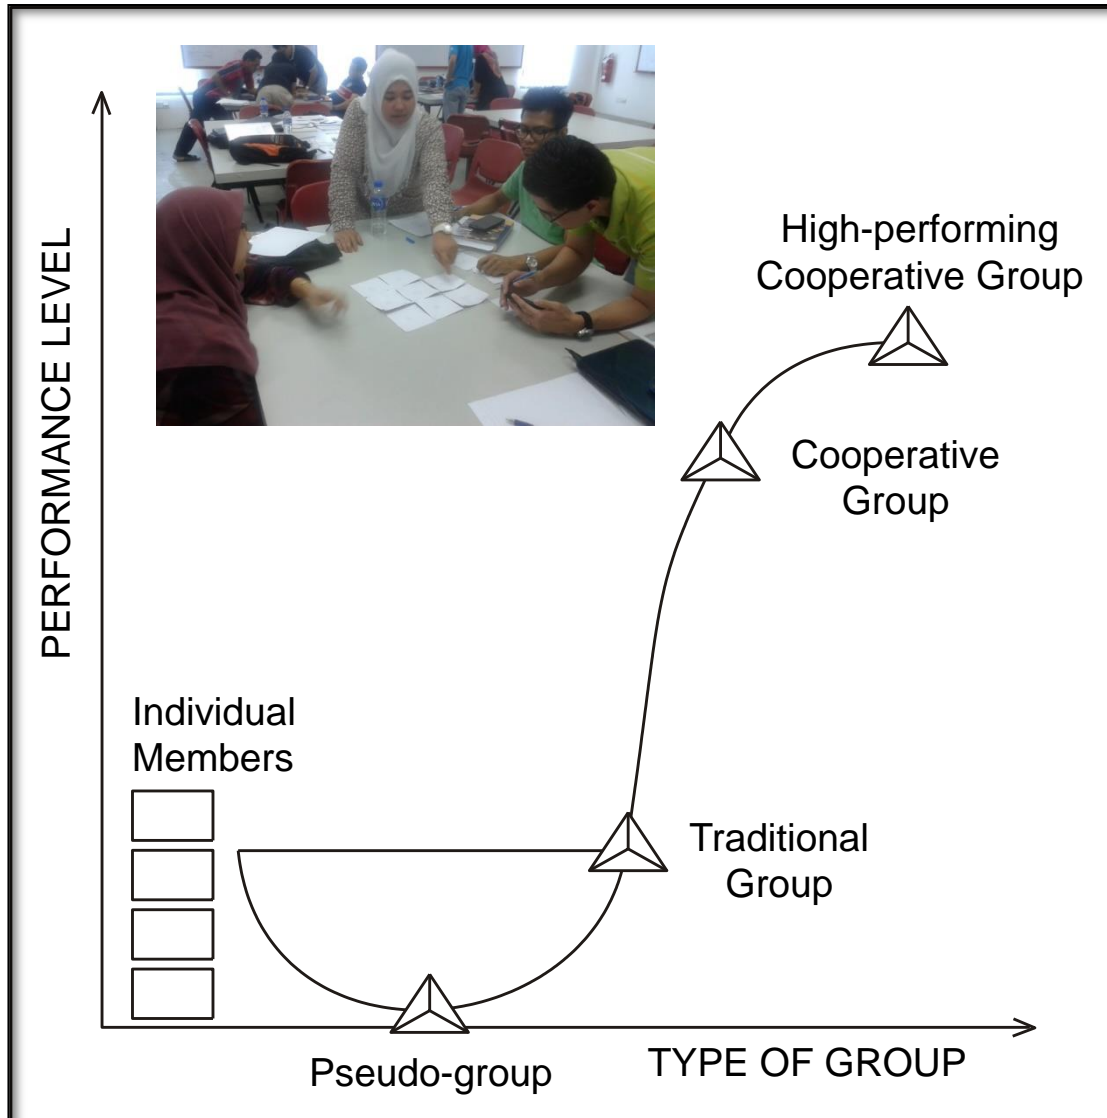 PERFORMANCE LEVEL
High-performing
Cooperative Group
Cooperative
Group
Individual
Members
Traditional
Group
Pseudo-group
TYPE OF GROUP